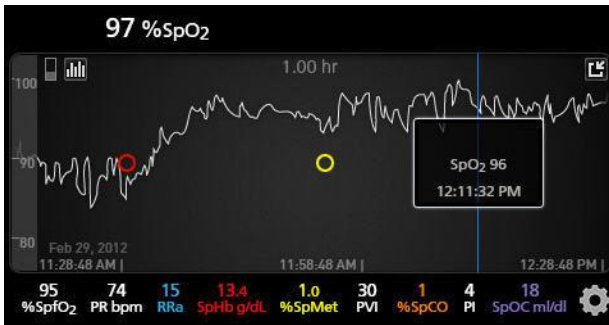 97 %SpO2
1.00 hr
100
90
SpO2 96
12:11:32 PM
80
Feb 29, 2012
11:28:48 AM |
11:58:48 AM |
12:28:48 PM |
95 74 15 13.4 1.0 30 1 4 18
%SpfO2 PR bpm RRa SpHb g/dL %SpMet PVI %SpCO PI SpOC ml/dl